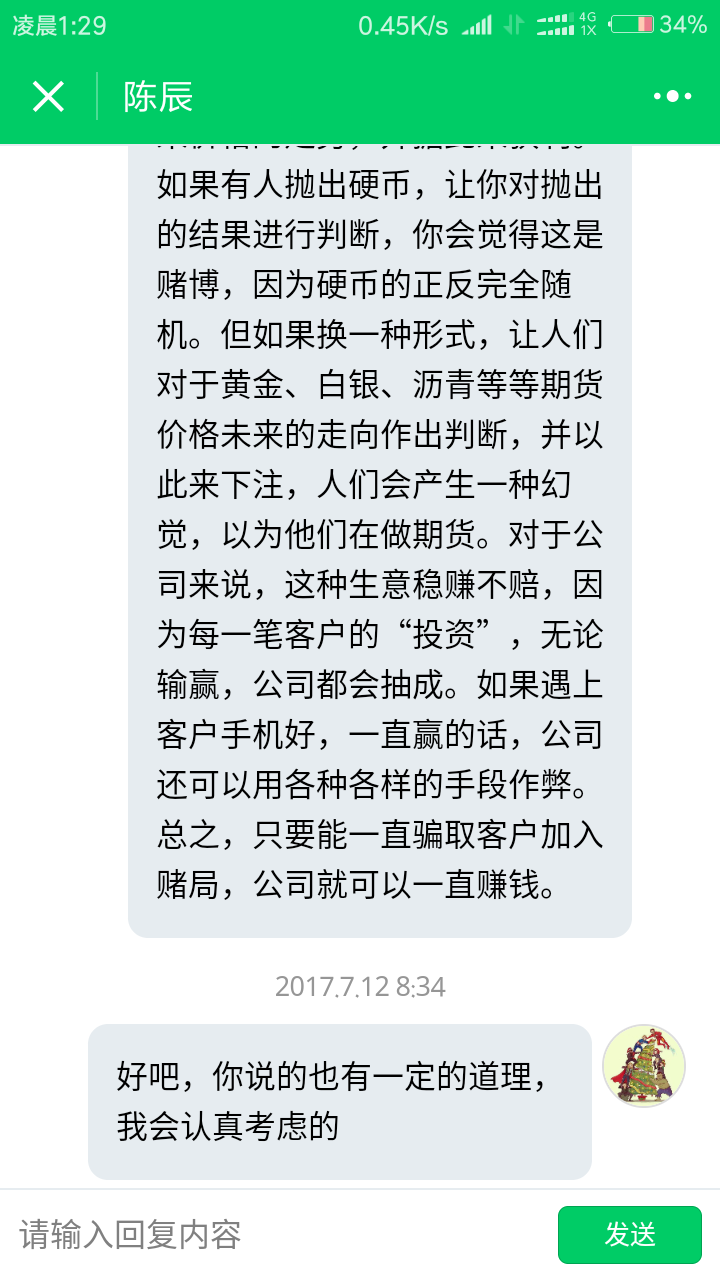 凌晨1:29 0.45K/s 4G 1X 34%
陈辰
如果有人抛出硬币，让你对抛出
的结果进行判断，你会觉得这是
赌博，因为硬币的正反完全随
机。但如果换一种形式，让人们
对于黄金、白银、沥青等等期货
价格未来的走向作出判断，并以
此来下注，人们会产生一种幻
觉，以为他们在做期货。对于公
司来说，这种生意稳赚不赔，因
为每一笔客户的“投资”，无论
输赢，公司都会抽成。如果遇上
客户手机好，一直赢的话，公司
还可以用各种各样的手段作弊。
总之，只要能一直骗取客户加入
赌局，公司就可以一直赚钱。
2017.7.12 8:34
好吧，你说的也有一定的道理，
我会认真考虑的
请输入回复内容
发送